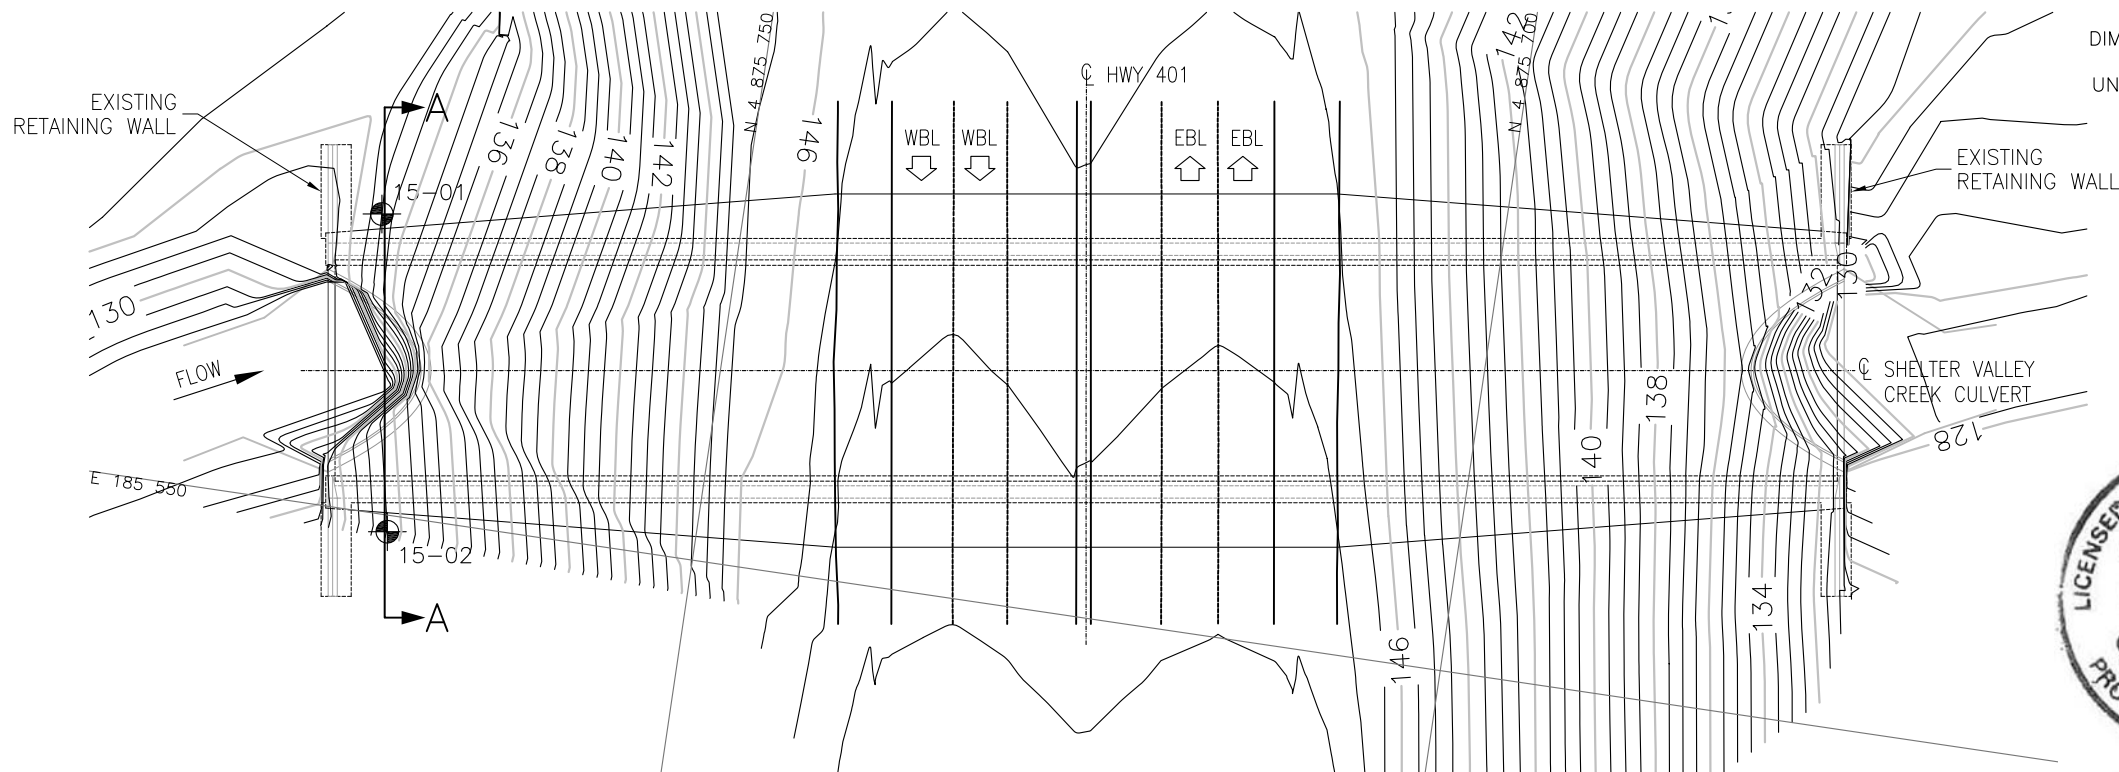 DIM
UN
EXISTING
RETAINING WALL
A
N 4 875 750
℄ HWY 401
142
N 4 875 700
WBL
WBL
EBL
EBL
136
138
140
142
146
EXISTING
RETAINING WALL
15-01
130
132
130
FLOW
℄ SHELTER VALLEY
CREEK CULVERT
138
140
128
E 185 550
15-02
A
134
146
LICENSED